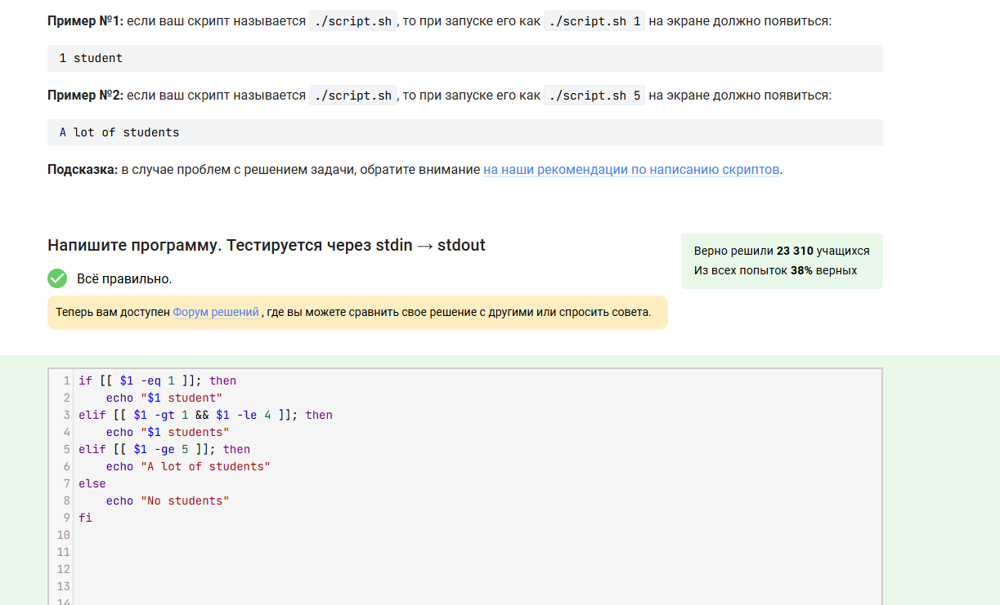 Пример №1: если ваш скрипт называется ./script.sh, то при запуске его как ./script.sh 1 на экране должно появиться:
1 student
Пример №2: если ваш скрипт называется ./script.sh, то при запуске его как ./script.sh 5 на экране должно появиться:
A lot of students
Подсказка: в случае проблем с решением задачи, обратите внимание на наши рекомендации по написанию скриптов.
Напишите программу. Тестируется через stdin → stdout
Верно решили 23 310 учащихся
Из всех попыток 38% верных
Всё правильно.
Теперь вам доступен Форум решений, где вы можете сравнить свое решение с другими или спросить совета.
1 if [[ $1 -eq 1 ]]; then
2     echo "$1 student"
3 elif [[ $1 -gt 1 && $1 -le 4 ]]; then
4     echo "$1 students"
5 elif [[ $1 -ge 5 ]]; then
6     echo "A lot of students"
7 else
8     echo "No students"
9 fi
10
11
12
13
14